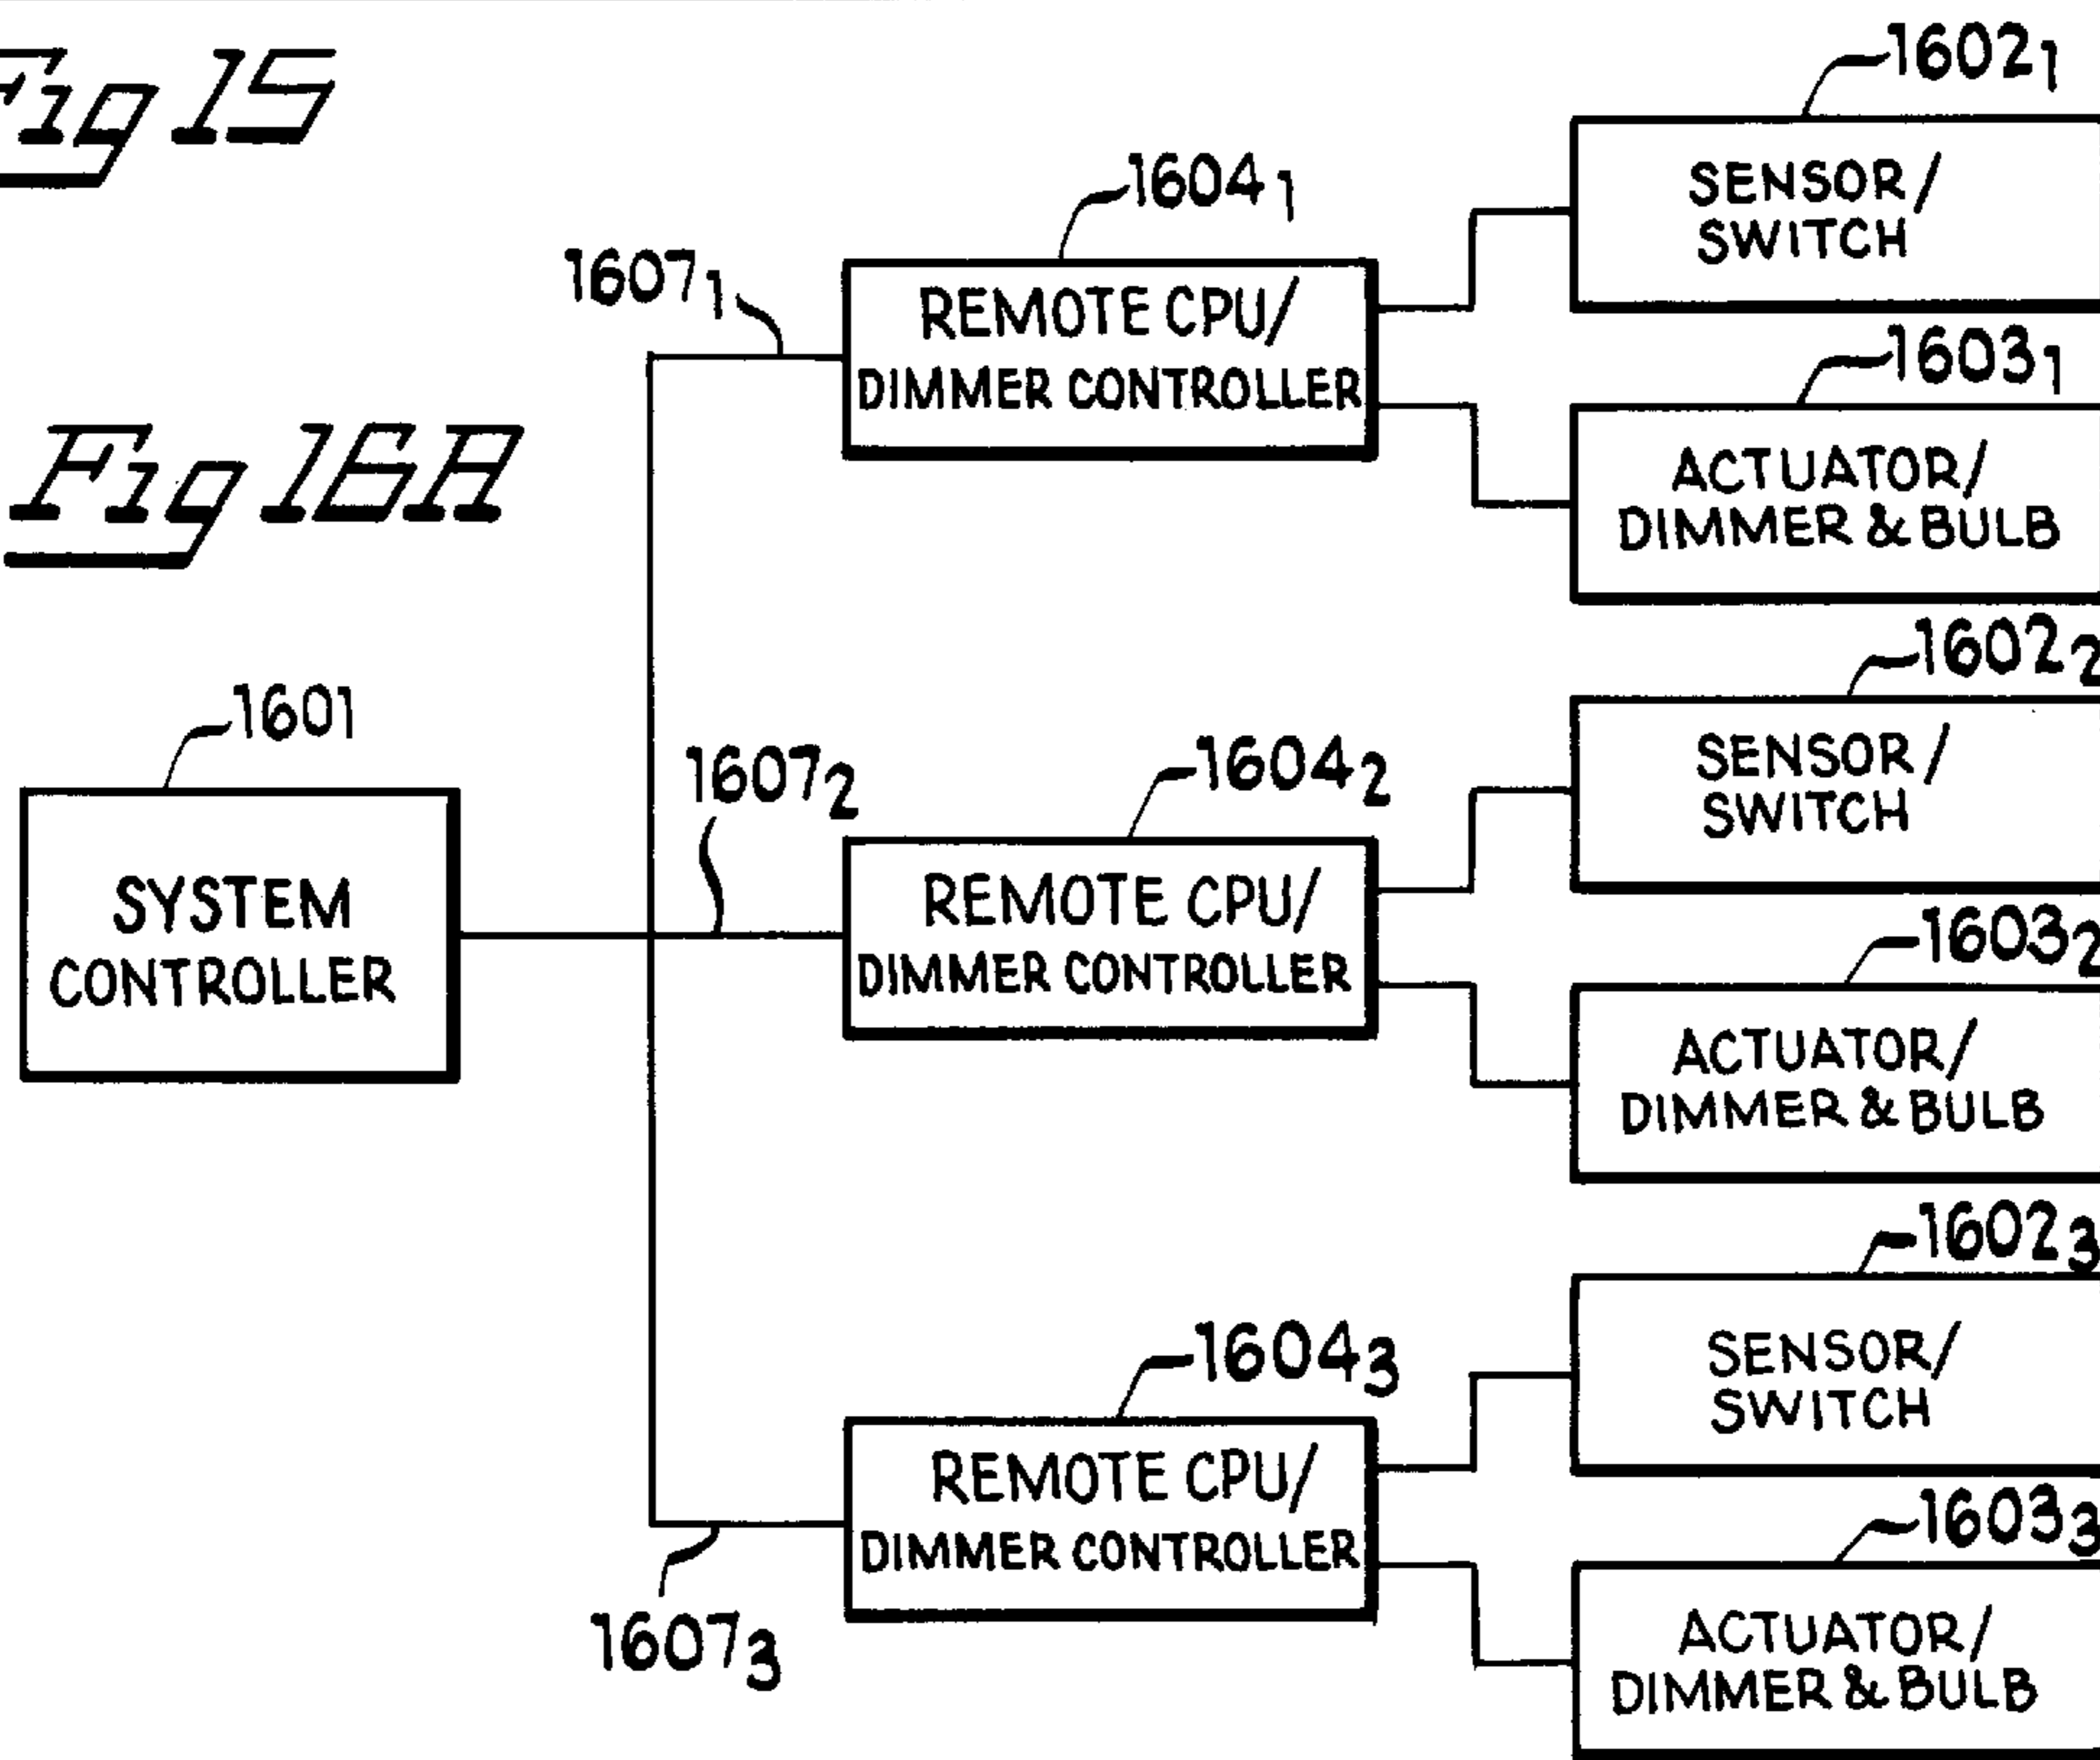 Fig 15
1602₁
1604₁
SENSOR/
SWITCH
1607₁
REMOTE CPU/
DIMMER CONTROLLER
1603₁
ACTUATOR/
DIMMER & BULB
Fig 16A
1602₂
1601
1607₂
1604₂
SENSOR/
SWITCH
SYSTEM
CONTROLLER
REMOTE CPU/
DIMMER CONTROLLER
1603₂
ACTUATOR/
DIMMER & BULB
1602₃
1604₃
SENSOR/
SWITCH
REMOTE CPU/
DIMMER CONTROLLER
1603₃
1607₃
ACTUATOR/
DIMMER & BULB